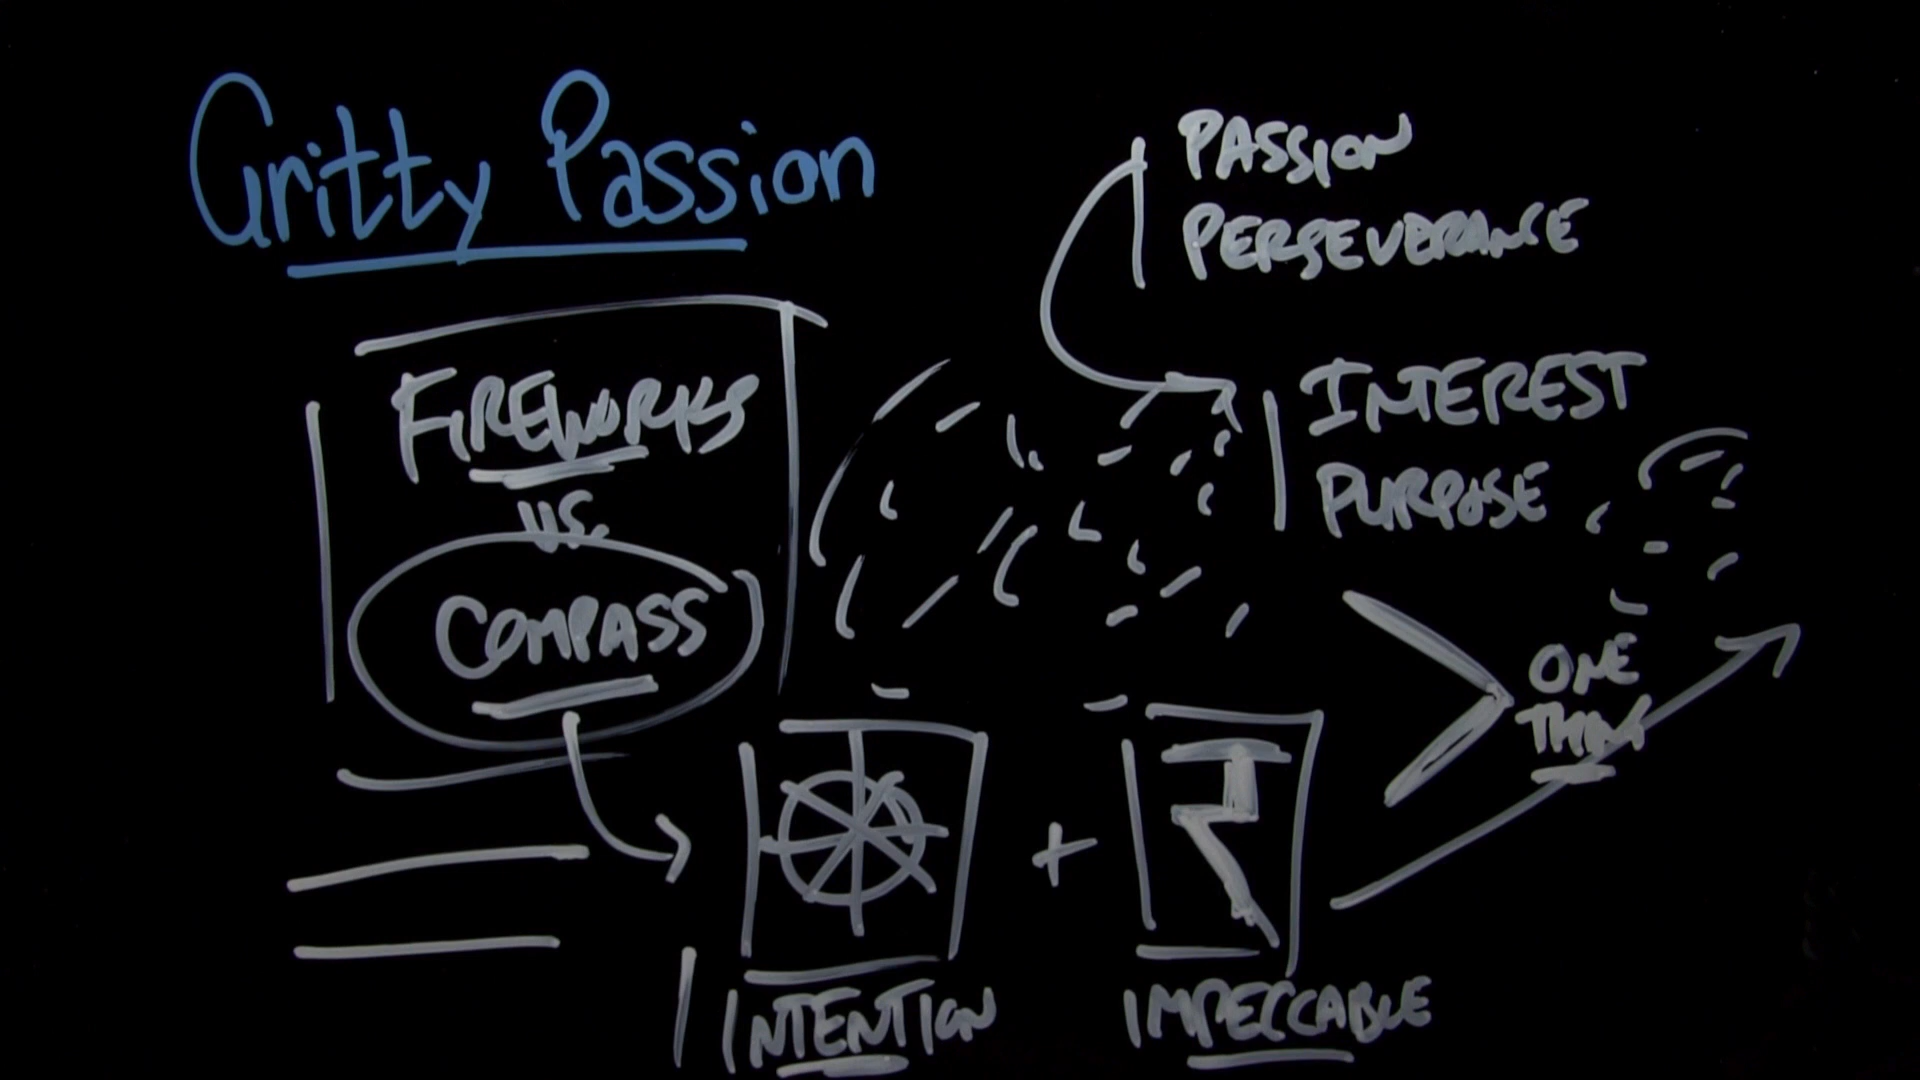 Gritty Passion
PASSION
PERSEVERANCE
FIREWORKS
VS.
COMPASS
INTEREST
PURPOSE
ONE
THING
INTENTION
+
IMPECCABLE